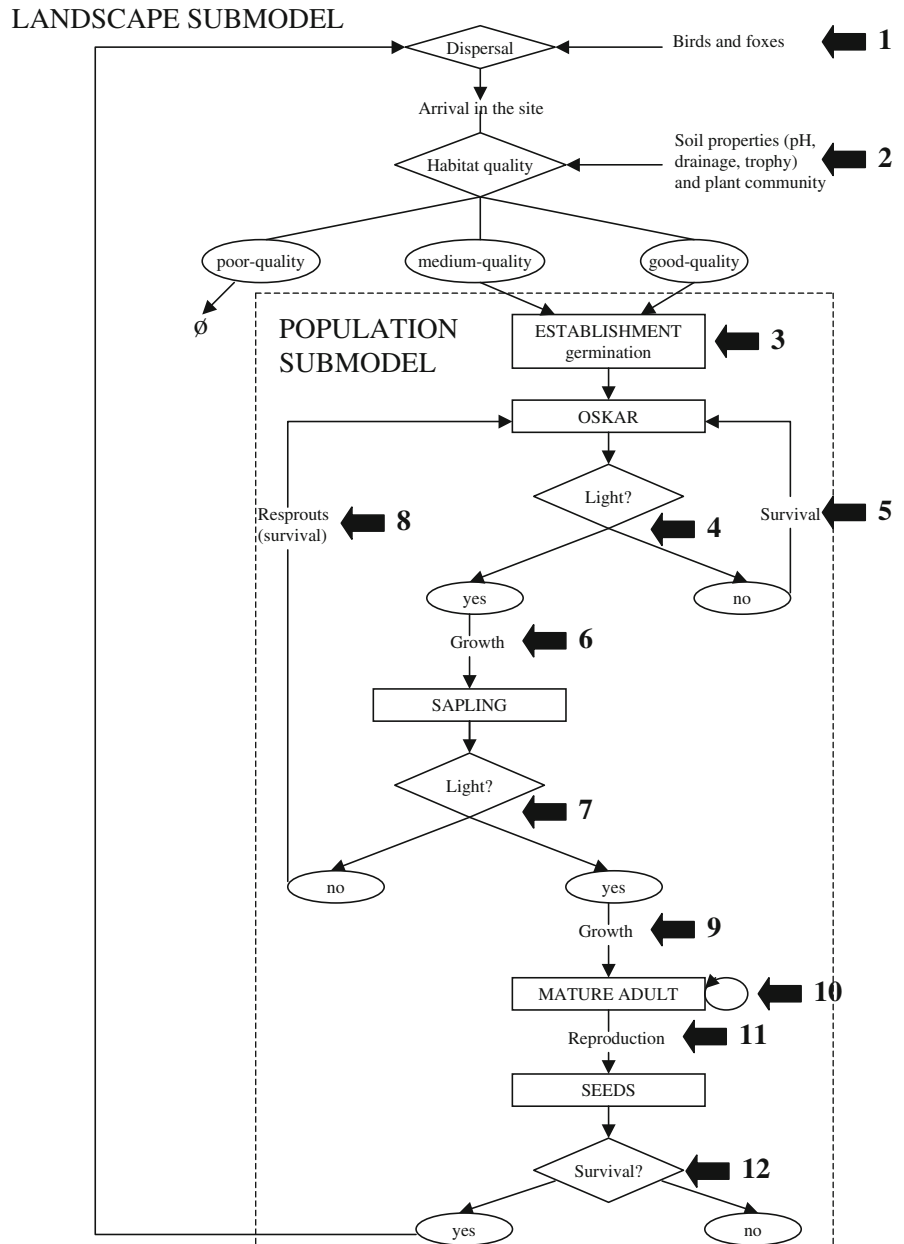 LANDSCAPE SUBMODEL
Dispersal
Birds and foxes
1
Arrival in the site
Habitat quality
Soil properties (pH,
drainage, trophy)
and plant community
2
poor-quality
medium-quality
good-quality
ø
POPULATION
SUBMODEL
ESTABLISHMENT
germination
3
OSKAR
Light?
4
Survival
5
Resprouts
(survival)
8
yes
no
Growth
6
SAPLING
Light?
7
no
yes
Growth
9
MATURE ADULT
10
Reproduction
11
SEEDS
Survival?
12
yes
no